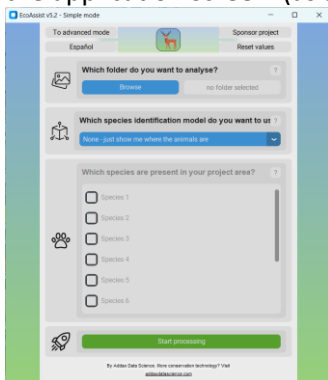 EcoAssist v5.2 - Simple mode
To advanced mode
Sponsor project
Español
Reset values
Which folder do you want to analyse?
?
Browse
no folder selected
Which species identification model do you want to us
?
None - just show me where the animals are
Which species are present in your project area?
?
Species 1
Species 2
Species 3
Species 4
Species 5
Species 6
Start processing
By Addax Data Science. More conservation technology? Visit
addaxdatascience.com